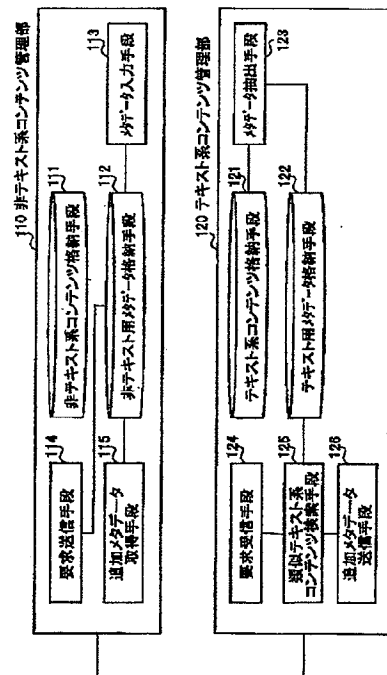 110 非テキスト系コンテンツ管理部
114
要求送信手段
115
追加メタデータ
取得手段
111
非テキスト系コンテンツ格納手段
112
非テキスト用メタデータ格納手段
113
メタデータ入力手段
120 テキスト系コンテンツ管理部
124
要求受信手段
125
類似テキスト系
コンテンツ検索手段
126
追加メタデータ
送信手段
121
テキスト系コンテンツ格納手段
122
テキスト用メタデータ格納手段
123
メタデータ抽出手段